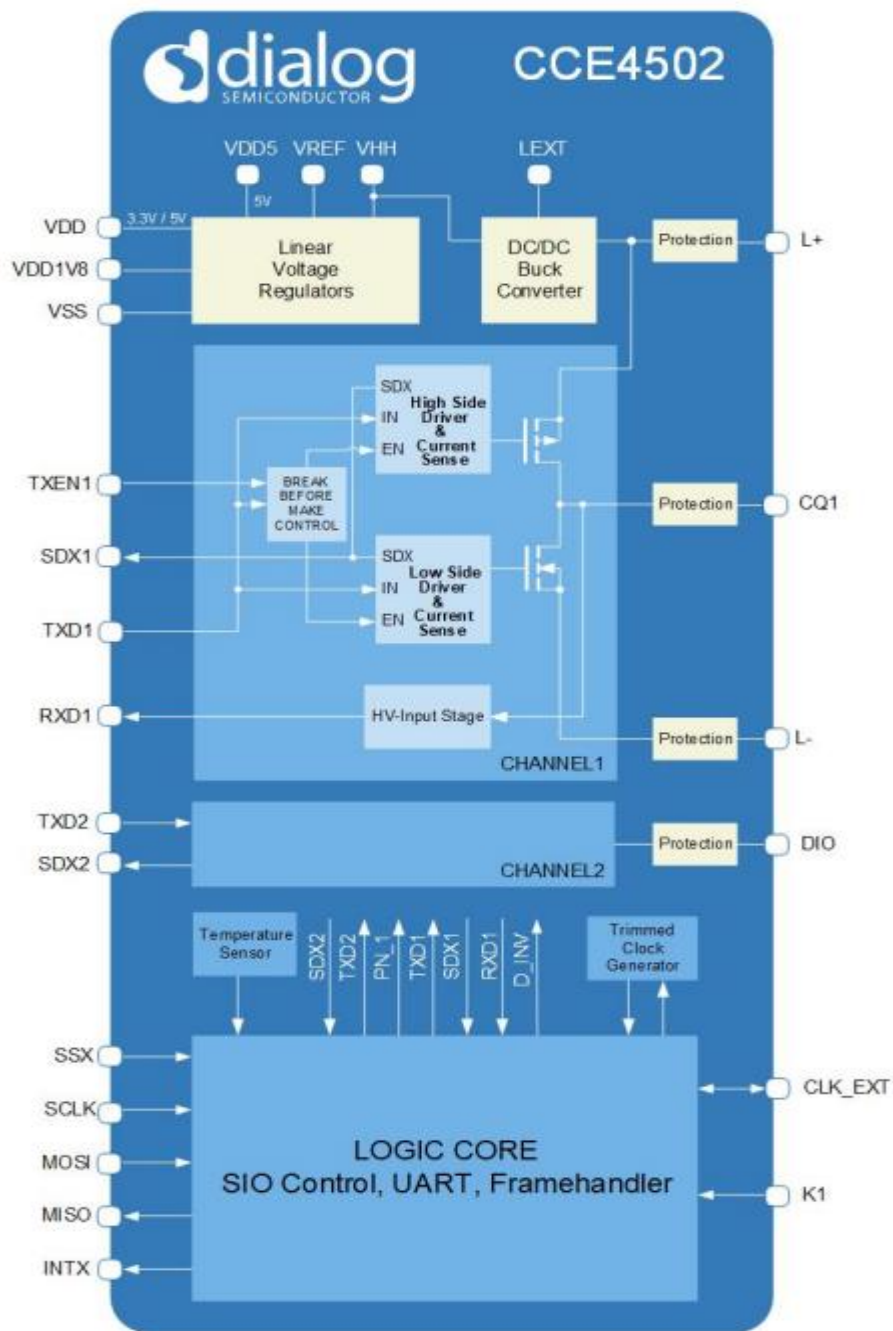 dialog
SEMICONDUCTOR
CCE4502
VDD5
VREF
VHH
LEXT
5V
VDD
3.3V / 5V
VDD1V8
VSS
Linear
Voltage
Regulators
DC/DC
Buck
Converter
Protection
L+
SDX
IN
EN
High Side
Driver
&
Current
Sense
TXEN1
BREAK
BEFORE
MAKE
CONTROL
Protection
CQ1
SDX1
SDX
IN
EN
Low Side
Driver
&
Current
Sense
TXD1
RXD1
HV-Input Stage
Protection
L-
CHANNEL1
TXD2
SDX2
CHANNEL2
Protection
DIO
Temperature
Sensor
SDX2
TXD2
PN_1
TXD1
SDX1
RXD1
D_INV
Trimmed
Clock
Generator
SSX
SCLK
MOSI
MISO
INTX
LOGIC CORE
SIO Control, UART, Framehandler
CLK_EXT
K1